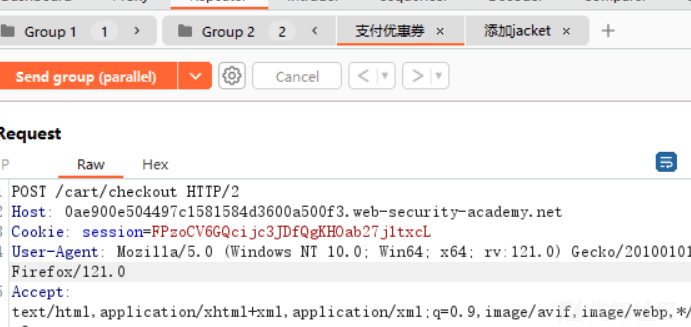 Group 1 1 > Group 2 2 < 支付优惠券 × 添加jacket × +
Send group (parallel) Cancel < >
Request
Raw Hex
POST /cart/checkout HTTP/2
Host: 0ae900e504497c1581584d3600a500f3.web-security-academy.net
Cookie: session=FPzoCV6GQcijc3JDfQgKHOab27j1txcL
User-Agent: Mozilla/5.0 (Windows NT 10.0; Win64; x64; rv:121.0) Gecko/20100101
Firefox/121.0
Accept:
text/html,application/xhtml+xml,application/xml;q=0.9,image/avif,image/webp,*/